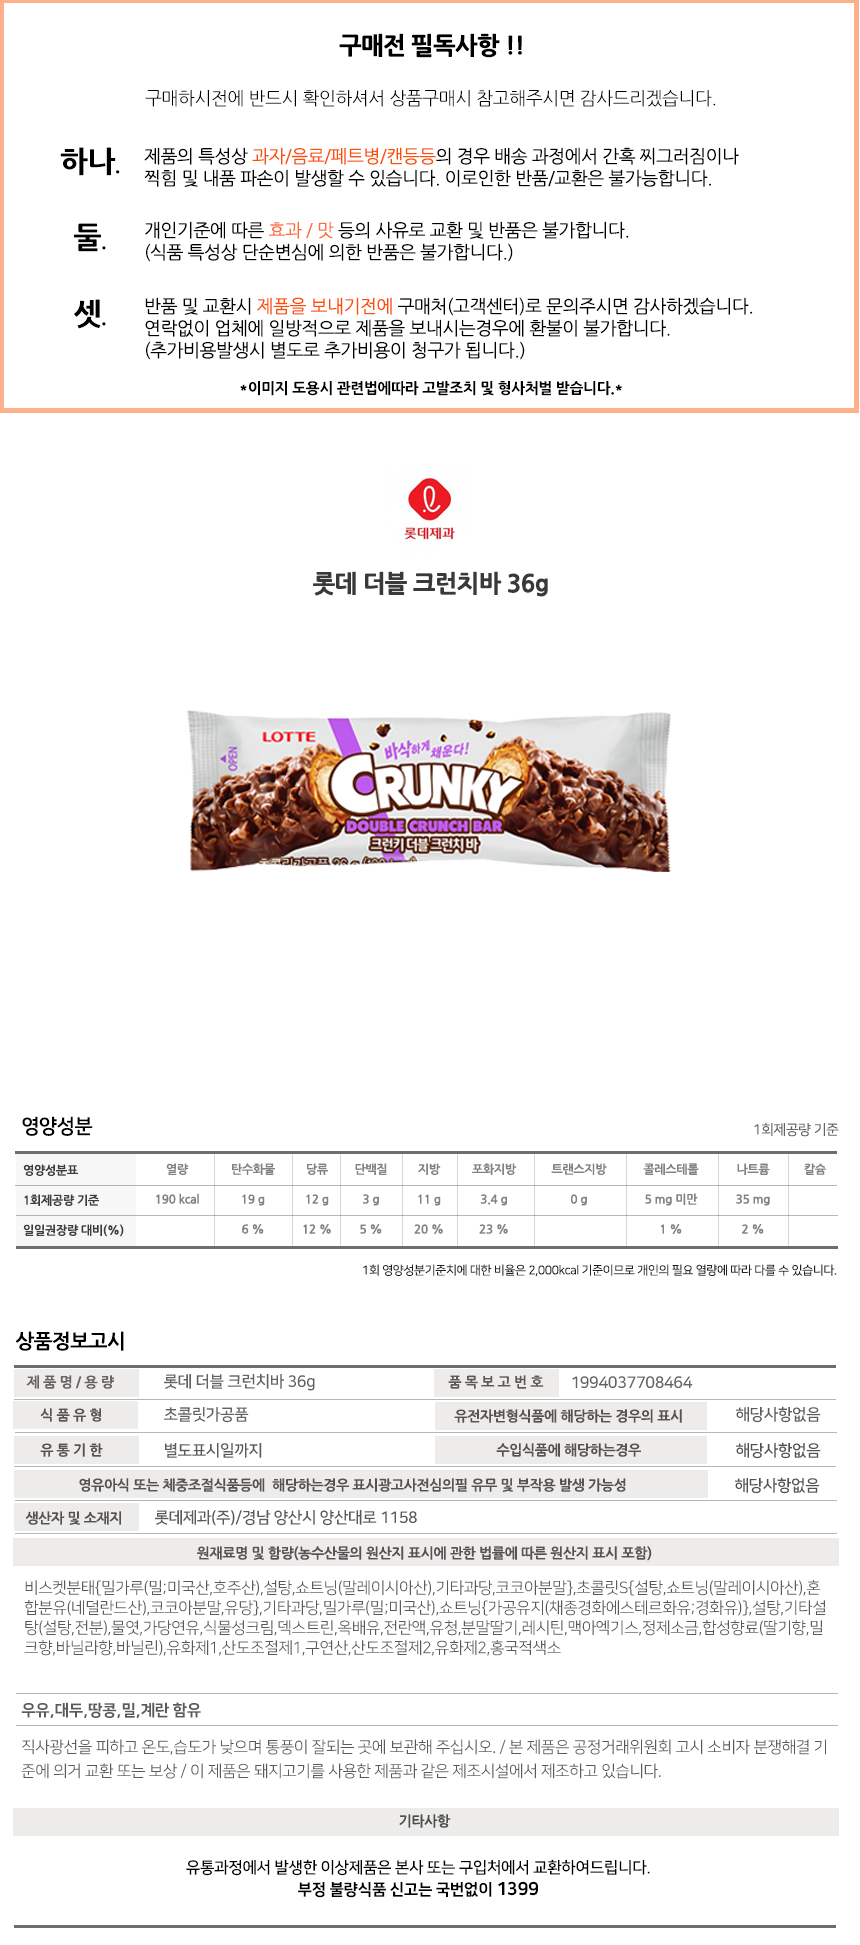 구매전 필독사항 !!
구매하시전에 반드시 확인하셔서 상품구매시 참고해주시면 감사드리겠습니다.
하나. 제품의 특성상 과자/음료/페트병/캔등등의 경우 배송 과정에서 간혹 찌그러짐이나
찍힘 및 내품 파손이 발생할 수 있습니다. 이로인한 반품/교환은 불가능합니다.
둘. 개인기준에 따른 효과 / 맛 등의 사유로 교환 및 반품은 불가합니다.
(식품 특성상 단순변심에 의한 반품은 불가합니다.)
셋. 반품 및 교환시 제품을 보내기전에 구매처(고객센터)로 문의주시면 감사하겠습니다.
연락없이 업체에 일방적으로 제품을 보내시는경우에 환불이 불가합니다.
(추가비용발생시 별도로 추가비용이 청구가 됩니다.)
*이미지 도용시 관련법에따라 고발조치 및 형사처벌 받습니다.*
롯데제과
롯데 더블 크런치바 36g
LOTTE
OPEN
바삭하게 채운다!
CRUNKY
DOUBLE CRUNCH BAR
크런키 더블 크런치 바
영양성분
1회제공량 기준
영양성분표 열량 탄수화물 당류 단백질 지방 포화지방 트랜스지방 콜레스테롤 나트륨 칼슘
1회제공량 기준 190 kcal 19 g 12 g 3 g 11 g 3.4 g 0 g 5 mg 미만 35 mg
일일권장량 대비(%) 6 % 12 % 5 % 20 % 23 % 1 % 2 %
1회 영양성분기준치에 대한 비율은 2,000kcal 기준이므로 개인의 필요 열량에 따라 다를 수 있습니다.
상품정보고시
제 품 명 / 용 량 롯데 더블 크런치바 36g 품 목 보 고 번 호 1994037708464
식 품 유 형 초콜릿가공품 유전자변형식품에 해당하는 경우의 표시 해당사항없음
유 통 기 한 별도표시일까지 수입식품에 해당하는경우 해당사항없음
영유아식 또는 체중조절식품등에 해당하는경우 표시광고사전심의필 유무 및 부작용 발생 가능성 해당사항없음
생산자 및 소재지 롯데제과(주)/경남 양산시 양산대로 1158
원재료명 및 함량(농수산물의 원산지 표시에 관한 법률에 따른 원산지 표시 포함)
비스켓분태{밀가루(밀;미국산,호주산),설탕,쇼트닝(말레이시아산),기타과당,코코아분말},초콜릿S{설탕,쇼트닝(말레이시아산),혼
합분유(네덜란드산),코코아분말,유당},기타과당,밀가루(밀;미국산),쇼트닝{가공유지(채종경화에스테르화유;경화유)},설탕,기타설
탕(설탕,전분),물엿,가당연유,식물성크림,덱스트린,옥배유,전란액,유청,분말딸기,레시틴,맥아엑기스,정제소금,합성향료(딸기향,밀
크향,바닐라향,바닐린),유화제1,산도조절제1,구연산,산도조절제2,유화제2,홍국적색소
우유,대두,땅콩,밀,계란 함유
직사광선을 피하고 온도,습도가 낮으며 통풍이 잘되는 곳에 보관해 주십시오. / 본 제품은 공정거래위원회 고시 소비자 분쟁해결 기
준에 의거 교환 또는 보상 / 이 제품은 돼지고기를 사용한 제품과 같은 제조시설에서 제조하고 있습니다.
기타사항
유통과정에서 발생한 이상제품은 본사 또는 구입처에서 교환하여드립니다.
부정 불량식품 신고는 국번없이 1399